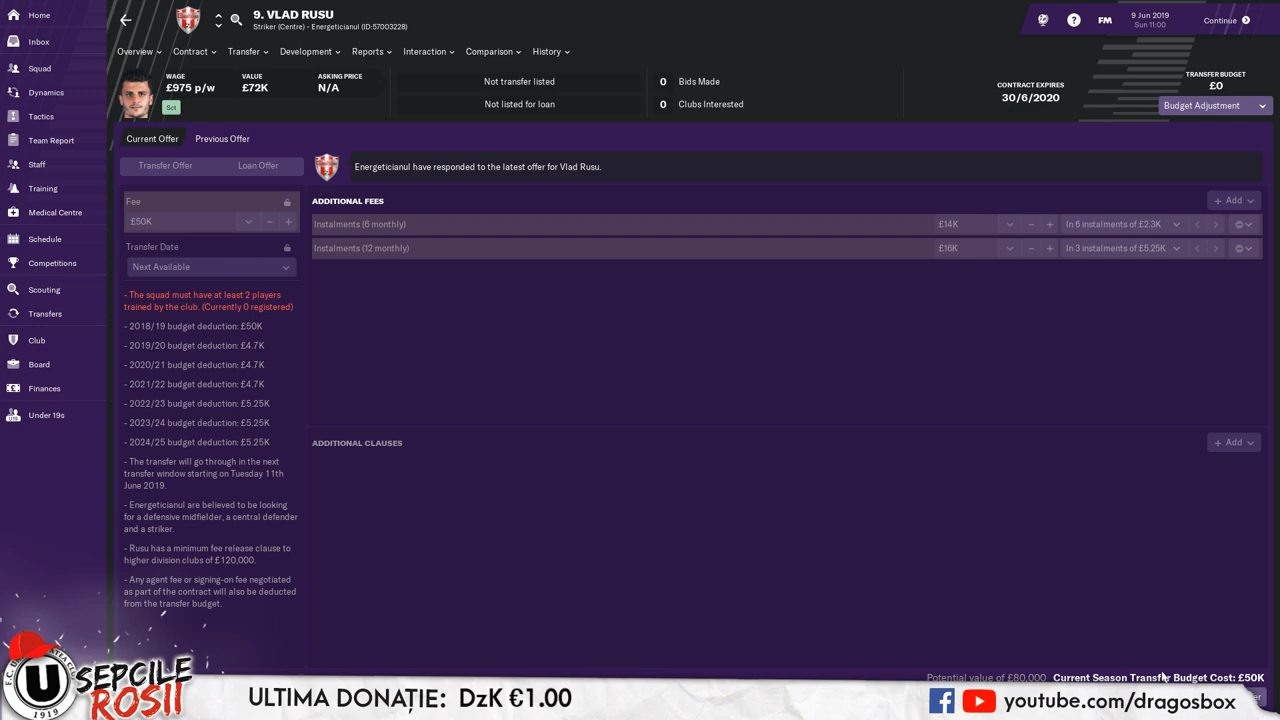 Home
Inbox
Squad
Dynamics
Tactics
Team Report
Staff
Training
Medical Centre
Schedule
Competitions
Scouting
Transfers
Club
Board
Finances
Under 19s
9. VLAD RUSU
Striker (Centre) - Energeticianul (ID:57003228)
FM
9 Jun 2019
Sun 11:00
Continue
Overview
Contract
Transfer
Development
Reports
Interaction
Comparison
History
WAGE
£975 p/w
VALUE
£72K
ASKING PRICE
N/A
Sct
Not transfer listed
Not listed for loan
0 Bids Made
0 Clubs Interested
CONTRACT EXPIRES
30/6/2020
TRANSFER BUDGET
£0
Budget Adjustment
Current Offer
Previous Offer
Transfer Offer
Loan Offer
Energeticianul have responded to the latest offer for Vlad Rusu.
Fee
£50K
Transfer Date
Next Available
- The squad must have at least 2 players
trained by the club. (Currently 0 registered)
- 2018/19 budget deduction: £50K
- 2019/20 budget deduction: £4.7K
- 2020/21 budget deduction: £4.7K
- 2021/22 budget deduction: £4.7K
- 2022/23 budget deduction: £5.25K
- 2023/24 budget deduction: £5.25K
- 2024/25 budget deduction: £5.25K
- The transfer will go through in the next
transfer window starting on Tuesday 11th
June 2019.
- Energeticianul are believed to be looking
for a defensive midfielder, a central defender
and a striker.
- Rusu has a minimum fee release clause to
higher division clubs of £120,000.
- Any agent fee or signing-on fee negotiated
as part of the contract will also be deducted
from the transfer budget.
ADDITIONAL FEES
Add
Instalments (6 monthly) £14K In 6 instalments of £2.3K
Instalments (12 monthly) £16K In 3 instalments of £5.25K
ADDITIONAL CLAUSES
Add
Potential value of £80,000 Current Season Transfer Budget Cost: £50K
U
1919
SEPCILE
ROSII
ULTIMA DONAȚIE: DzK €1.00
youtube.com/dragosbox